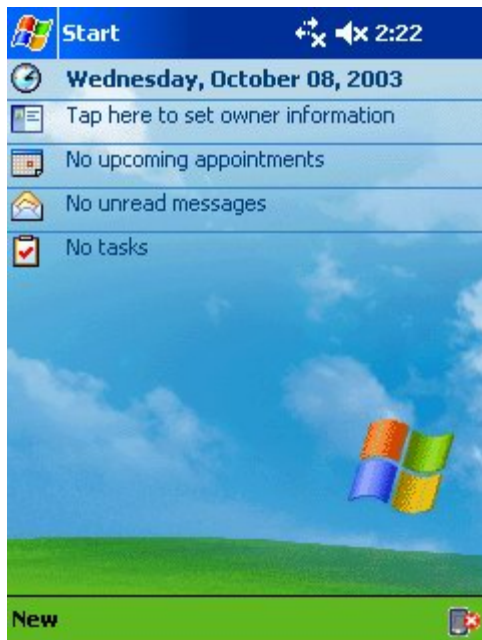 Start 2:22
Wednesday, October 08, 2003
Tap here to set owner information
No upcoming appointments
No unread messages
No tasks
New